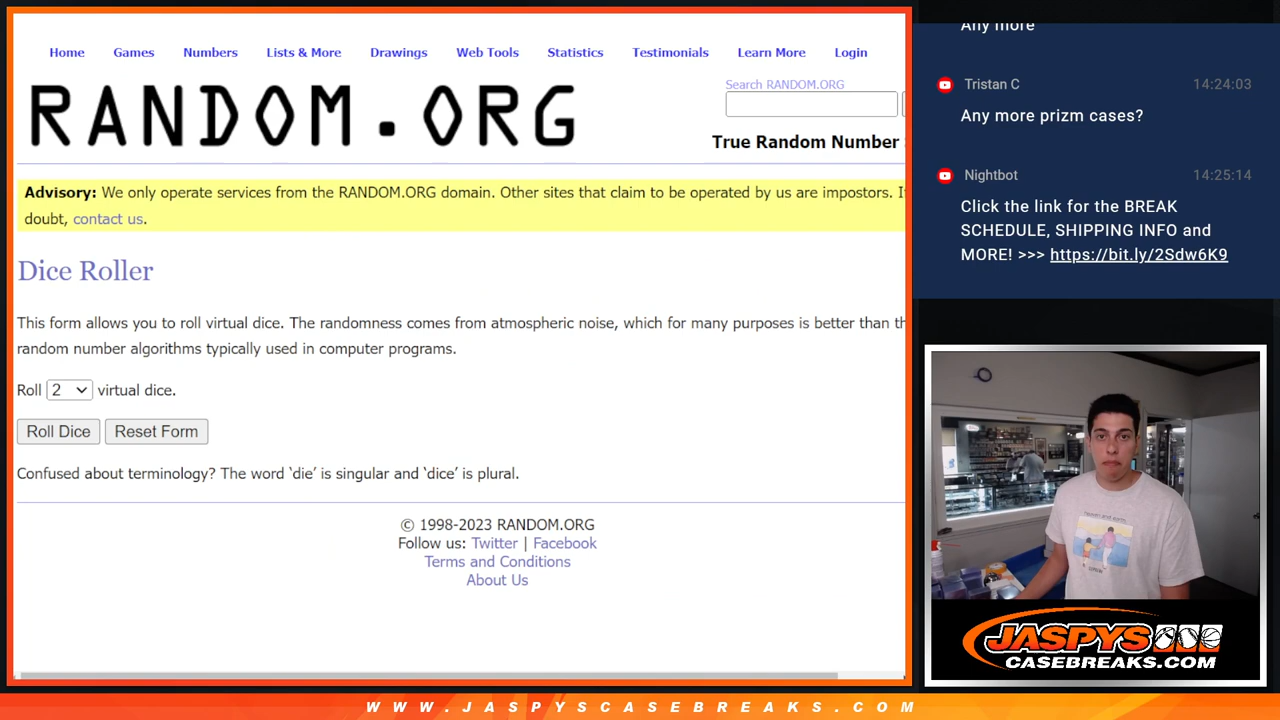 Home Games Numbers Lists & More Drawings Web Tools Statistics Testimonials Learn More Login
RANDOM.ORG
Search RANDOM.ORG
True Random Number
Advisory: We only operate services from the RANDOM.ORG domain. Other sites that claim to be operated by us are impostors. I
doubt, contact us.
Dice Roller
This form allows you to roll virtual dice. The randomness comes from atmospheric noise, which for many purposes is better than th
random number algorithms typically used in computer programs.
Roll 2 virtual dice.
Roll Dice Reset Form
Confused about terminology? The word ‘die’ is singular and ‘dice’ is plural.
© 1998-2023 RANDOM.ORG
Follow us: Twitter | Facebook
Terms and Conditions
About Us
Any more
Tristan C 14:24:03
Any more prizm cases?
Nightbot 14:25:14
Click the link for the BREAK
SCHEDULE, SHIPPING INFO and
MORE! >>> https://bit.ly/2Sdw6K9
JASPYS
CASEBREAKS.COM
WWW.JASPYSCASEBREAKS.COM